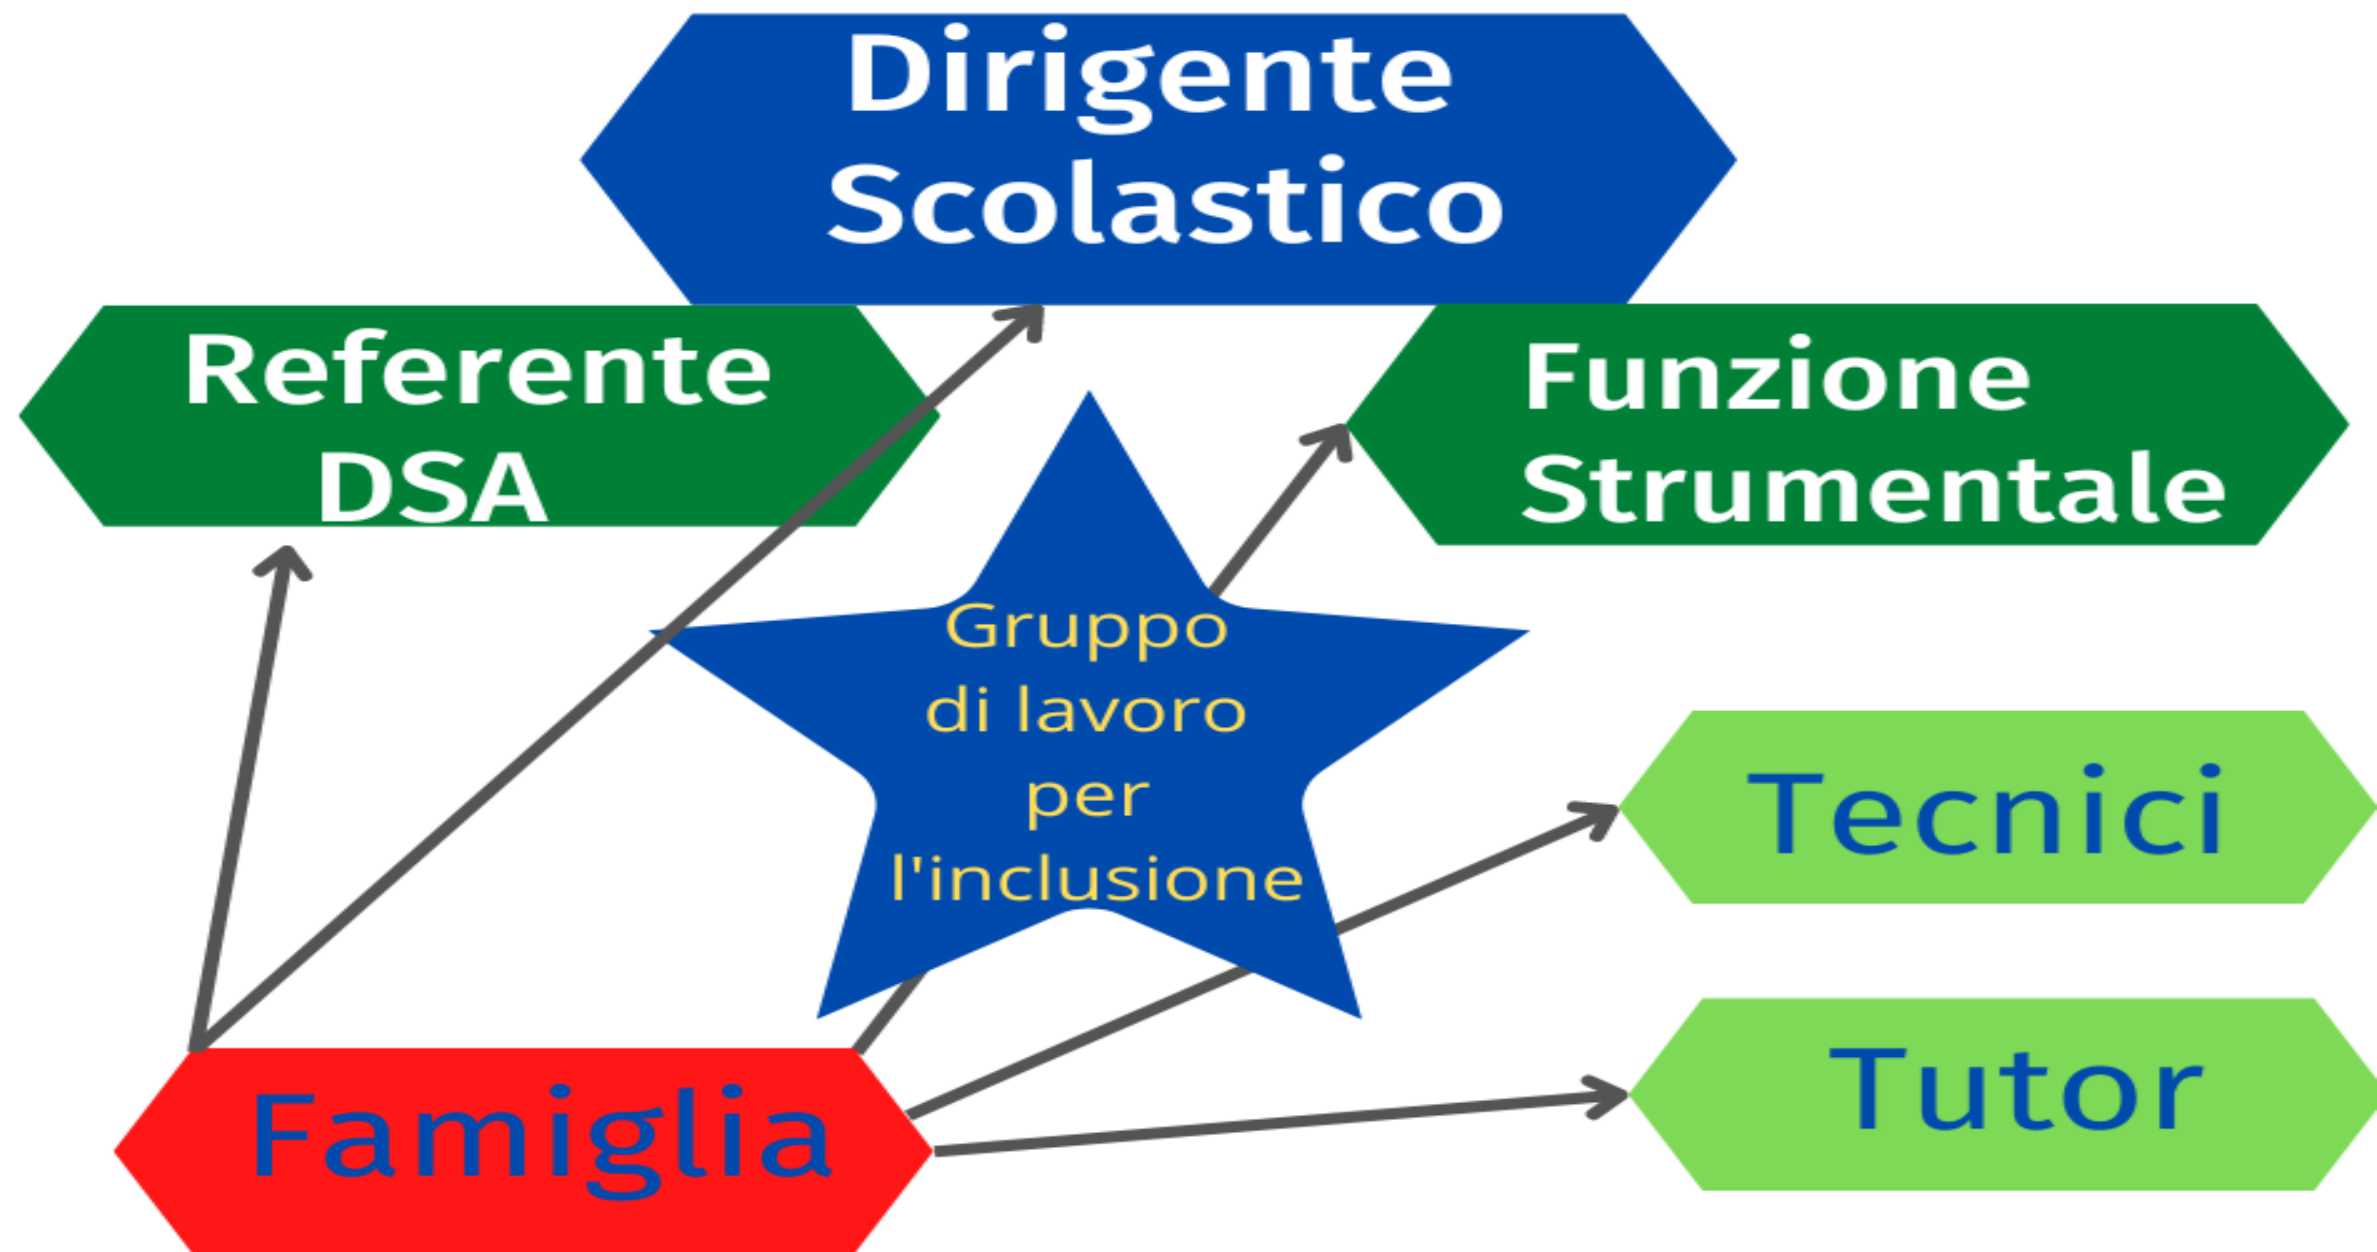 Dirigente
Scolastico
Referente
DSA
Funzione
Strumentale
Gruppo
di lavoro
per
l'inclusione
Tecnici
Tutor
Famiglia